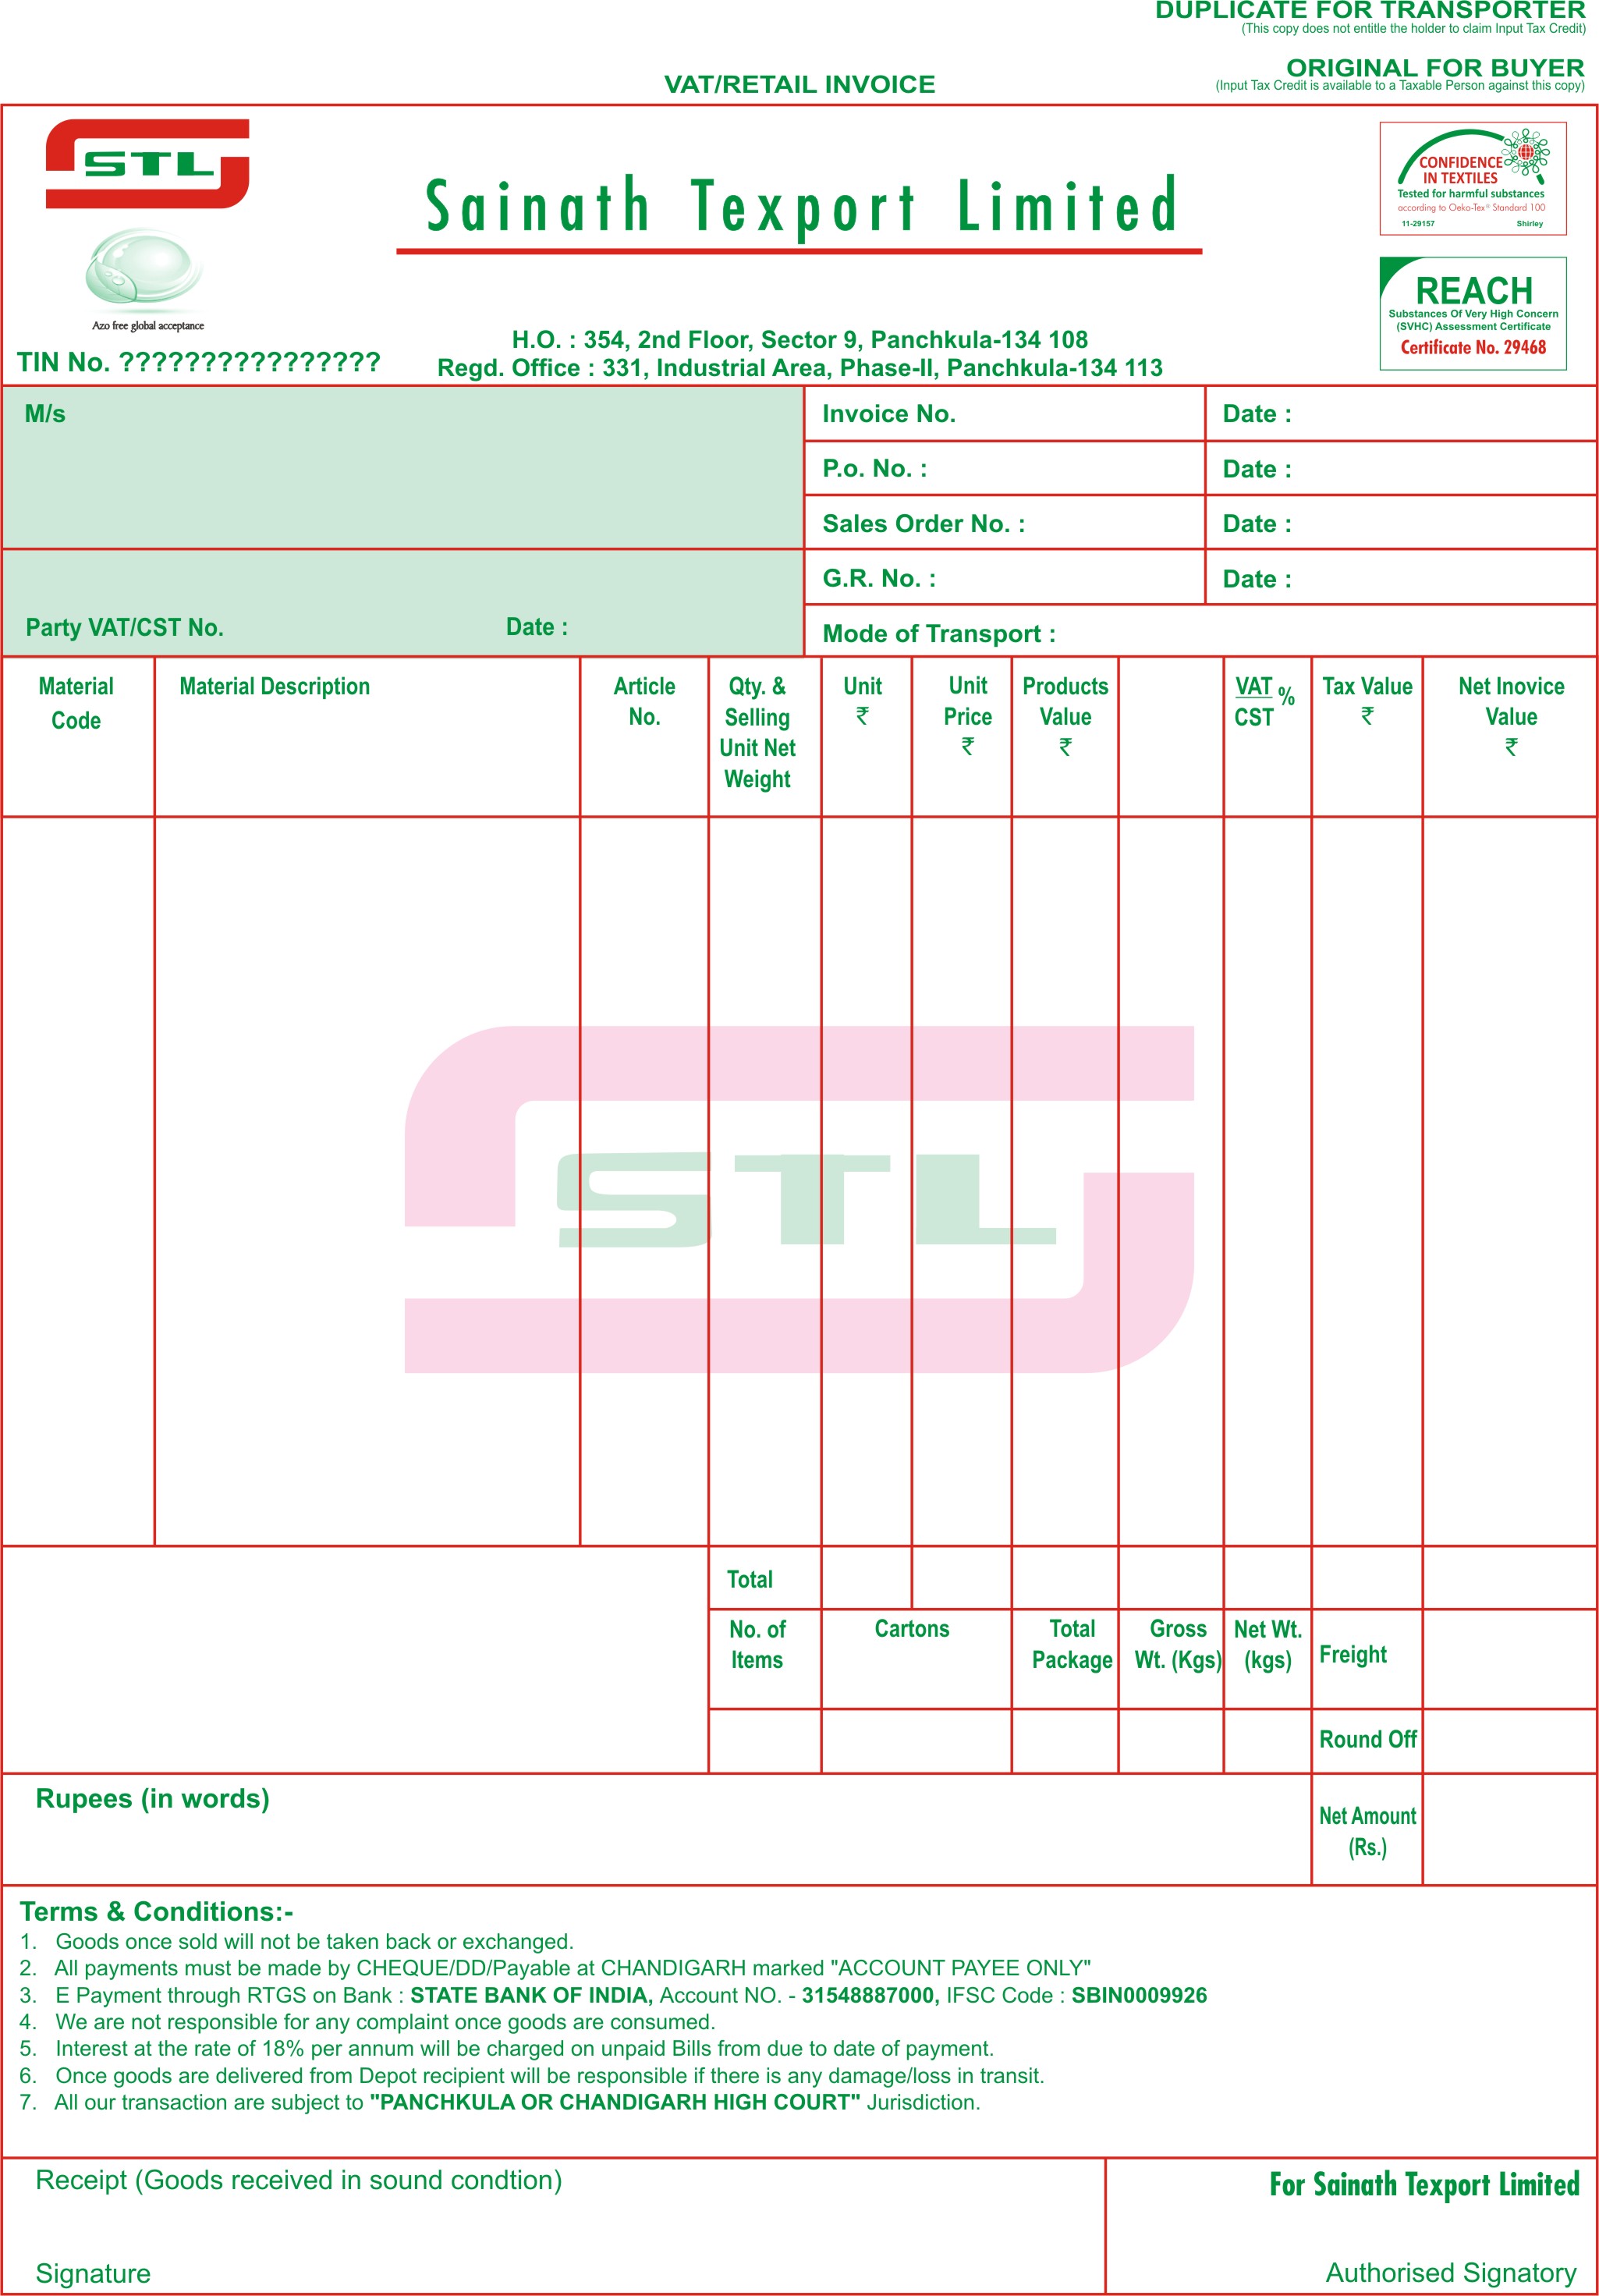 DUPLICATE FOR TRANSPORTER
(This copy does not entitle the holder to claim Input Tax Credit)
ORIGINAL FOR BUYER
VAT/RETAIL INVOICE
(Input Tax Credit is available to a Taxable Person against this copy)
STL
CONFIDENCE
IN TEXTILES
Tested for harmful substances
according to Oeko-Tex® Standard 100
11-29157 Shirley
Sainath Texport Limited
REACH
Substances Of Very High Concern
(SVHC) Assessment Certificate
Certificate No. 29468
Azo free global acceptance
H.O. : 354, 2nd Floor, Sector 9, Panchkula-134 108
TIN No. ????????????????
Regd. Office : 331, Industrial Area, Phase-II, Panchkula-134 113
M/s
Invoice No. Date :
P.o. No. : Date :
Sales Order No. : Date :
G.R. No. : Date :
Party VAT/CST No. Date :
Mode of Transport :
Material
Code
Material Description
Article
No.
Qty. &
Selling
Unit Net
Weight
Unit
₹
Unit
Price
₹
Products
Value
₹
VAT %
CST
Tax Value
₹
Net Inovice
Value
₹
STL
Total
No. of
Items
Cartons
Total
Package
Gross
Wt. (Kgs)
Net Wt.
(kgs)
Freight
Round Off
Rupees (in words)
Net Amount
(Rs.)
Terms & Conditions:-
1. Goods once sold will not be taken back or exchanged.
2. All payments must be made by CHEQUE/DD/Payable at CHANDIGARH marked "ACCOUNT PAYEE ONLY"
3. E Payment through RTGS on Bank : STATE BANK OF INDIA, Account NO. - 31548887000, IFSC Code : SBIN0009926
4. We are not responsible for any complaint once goods are consumed.
5. Interest at the rate of 18% per annum will be charged on unpaid Bills from due to date of payment.
6. Once goods are delivered from Depot recipient will be responsible if there is any damage/loss in transit.
7. All our transaction are subject to "PANCHKULA OR CHANDIGARH HIGH COURT" Jurisdiction.
Receipt (Goods received in sound condtion)
For Sainath Texport Limited
Signature
Authorised Signatory